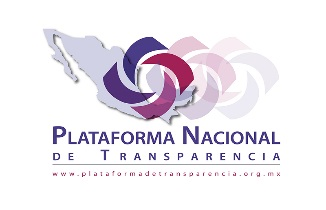 PLATAFORMA NACIONAL
DE TRANSPARENCIA
www.plataformadetransparencia.org.mx